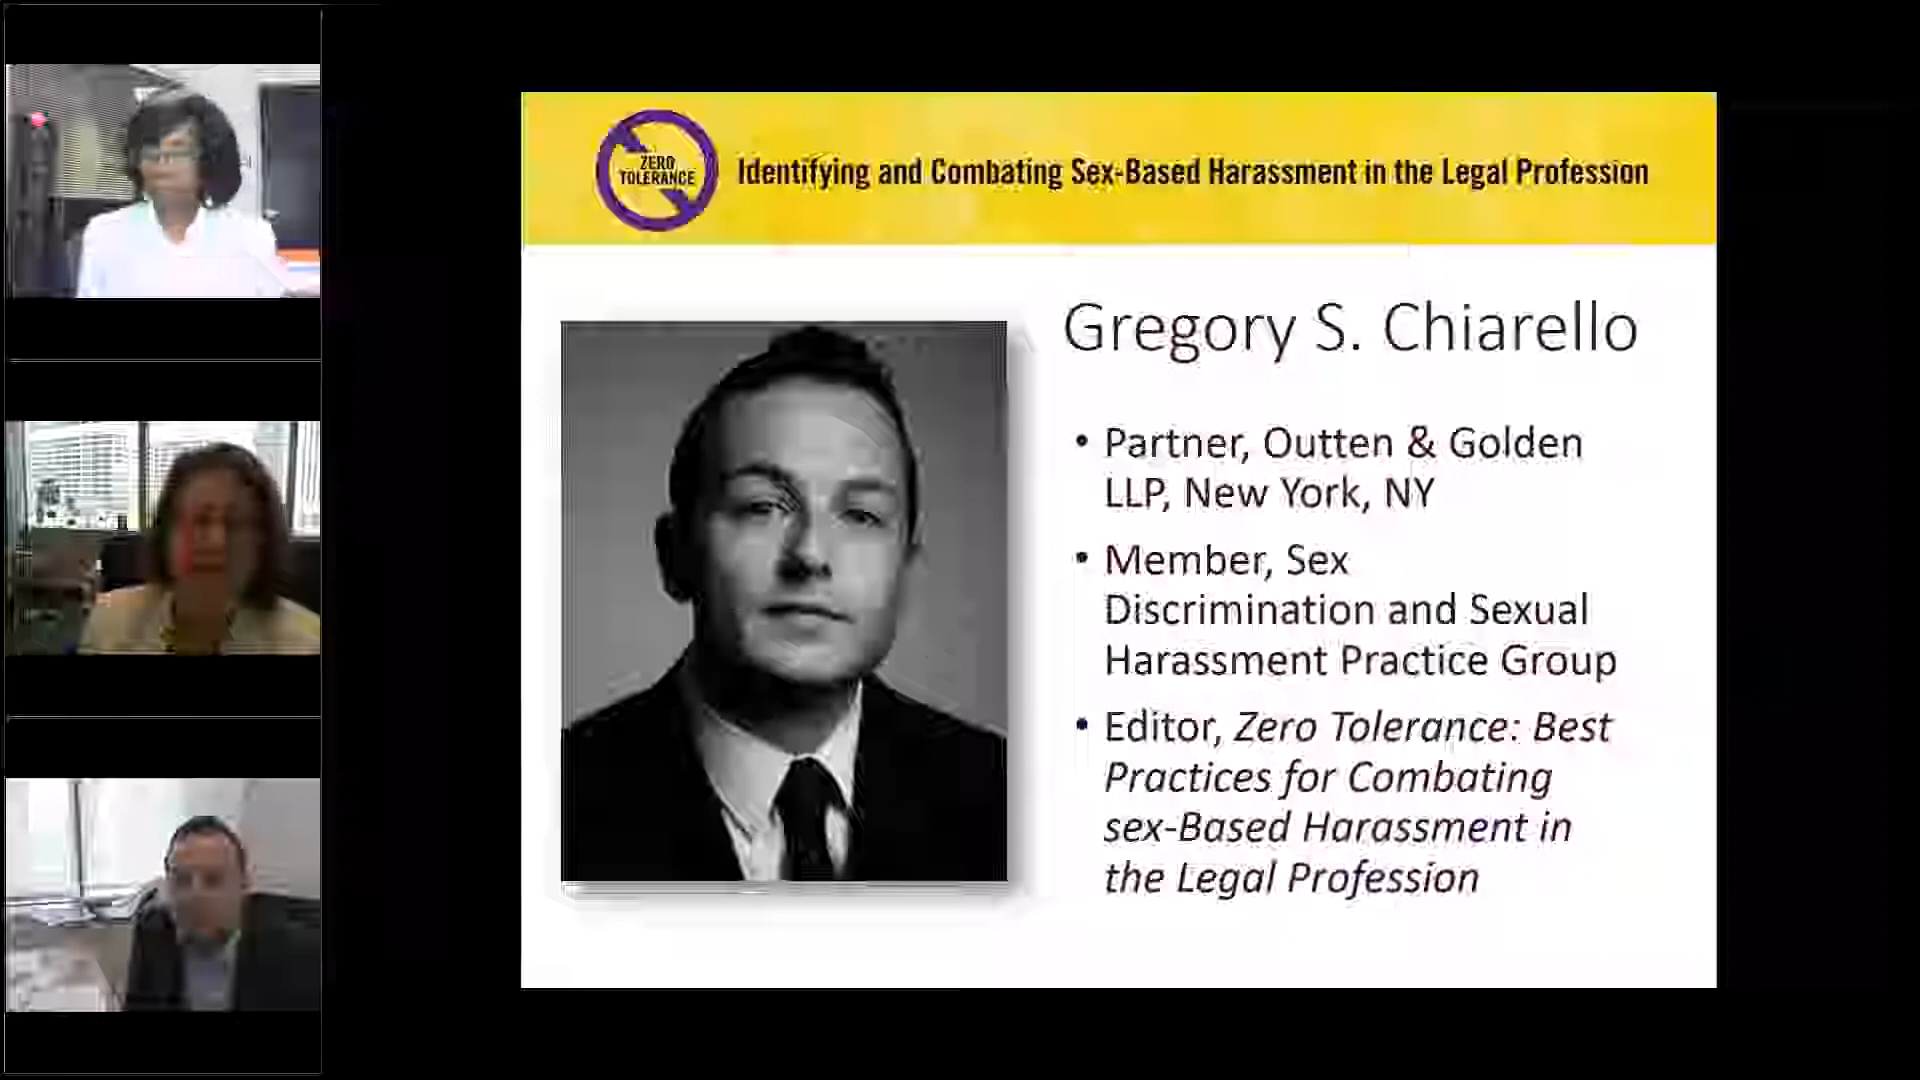 ZERO
TOLERANCE
Identifying and Combating Sex-Based Harassment in the Legal Profession
Gregory S. Chiarello
• Partner, Outten & Golden
LLP, New York, NY
• Member, Sex
Discrimination and Sexual
Harassment Practice Group
• Editor, Zero Tolerance: Best
Practices for Combating
sex-Based Harassment in
the Legal Profession